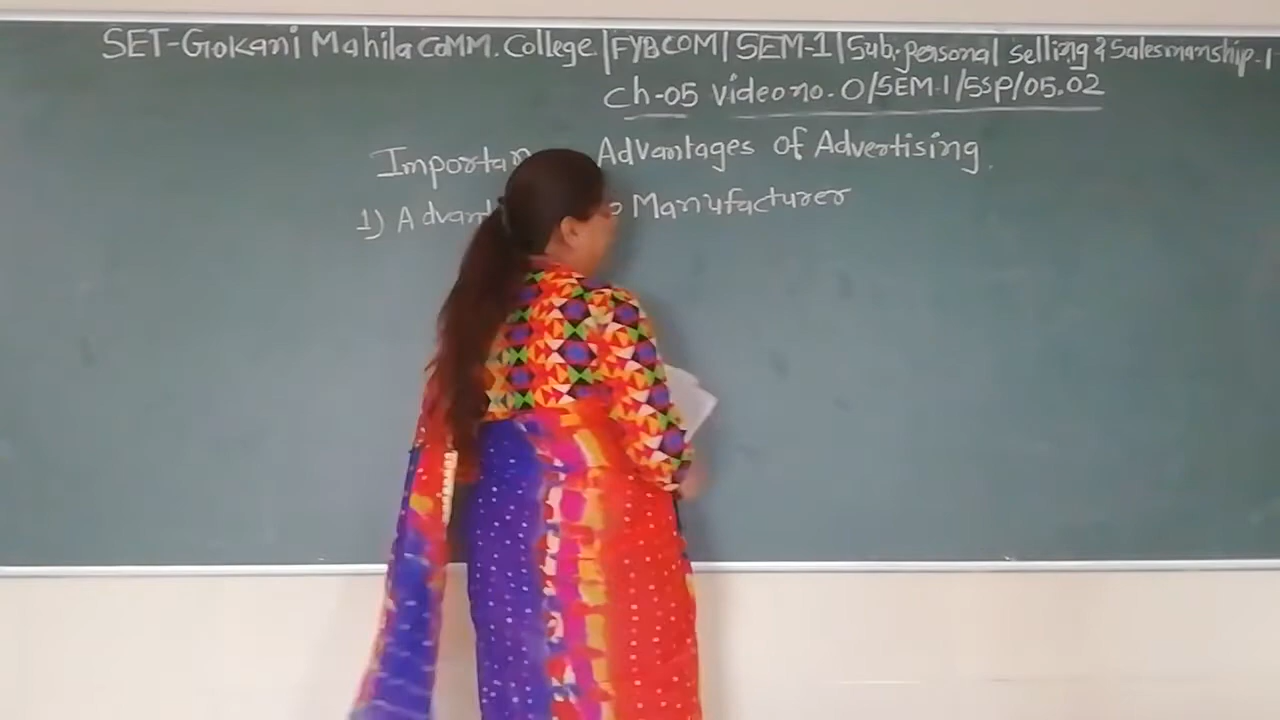 SET-Gokani Mahila COMM. College | FYBCOM | SEM-1 | Sub. personal selling & Salesmanship-1
Ch-05 video no. O/SEM-1/SSP/05.02
Advantages of Advertising.
1) Manufacturer